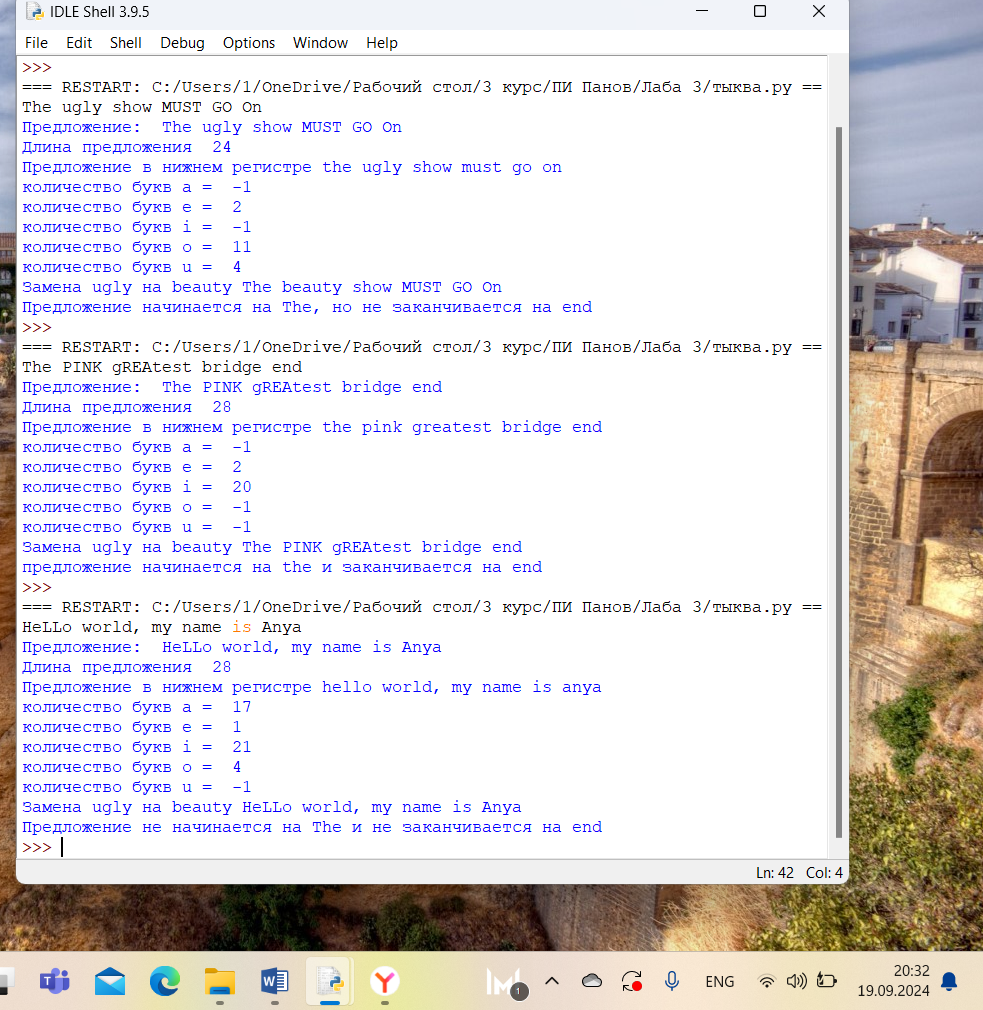 IDLE Shell 3.9.5
File Edit Shell Debug Options Window Help
>>>
=== RESTART: C:/Users/1/OneDrive/Рабочий стол/3 курс/ПИ Панов/Лаба 3/тыква.py ==
The ugly show MUST GO On
Предложение:  The ugly show MUST GO On
Длина предложения  24
Предложение в нижнем регистре the ugly show must go on
количество букв a =  -1
количество букв e =  2
количество букв i =  -1
количество букв o =  11
количество букв u =  4
Замена ugly на beauty The beauty show MUST GO On
Предложение начинается на The, но не заканчивается на end
>>>
=== RESTART: C:/Users/1/OneDrive/Рабочий стол/3 курс/ПИ Панов/Лаба 3/тыква.py ==
The PINK gREAtest bridge end
Предложение:  The PINK gREAtest bridge end
Длина предложения  28
Предложение в нижнем регистре the pink greatest bridge end
количество букв a =  -1
количество букв e =  2
количество букв i =  20
количество букв o =  -1
количество букв u =  -1
Замена ugly на beauty The PINK gREAtest bridge end
предложение начинается на the и заканчивается на end
>>>
=== RESTART: C:/Users/1/OneDrive/Рабочий стол/3 курс/ПИ Панов/Лаба 3/тыква.py ==
HeLLo world, my name is Anya
Предложение:  HeLLo world, my name is Anya
Длина предложения  28
Предложение в нижнем регистре hello world, my name is anya
количество букв a =  17
количество букв e =  1
количество букв i =  21
количество букв o =  4
количество букв u =  -1
Замена ugly на beauty HeLLo world, my name is Anya
Предложение не начинается на The и не заканчивается на end
>>>
Ln: 42 Col: 4
1 ENG 20:32
19.09.2024